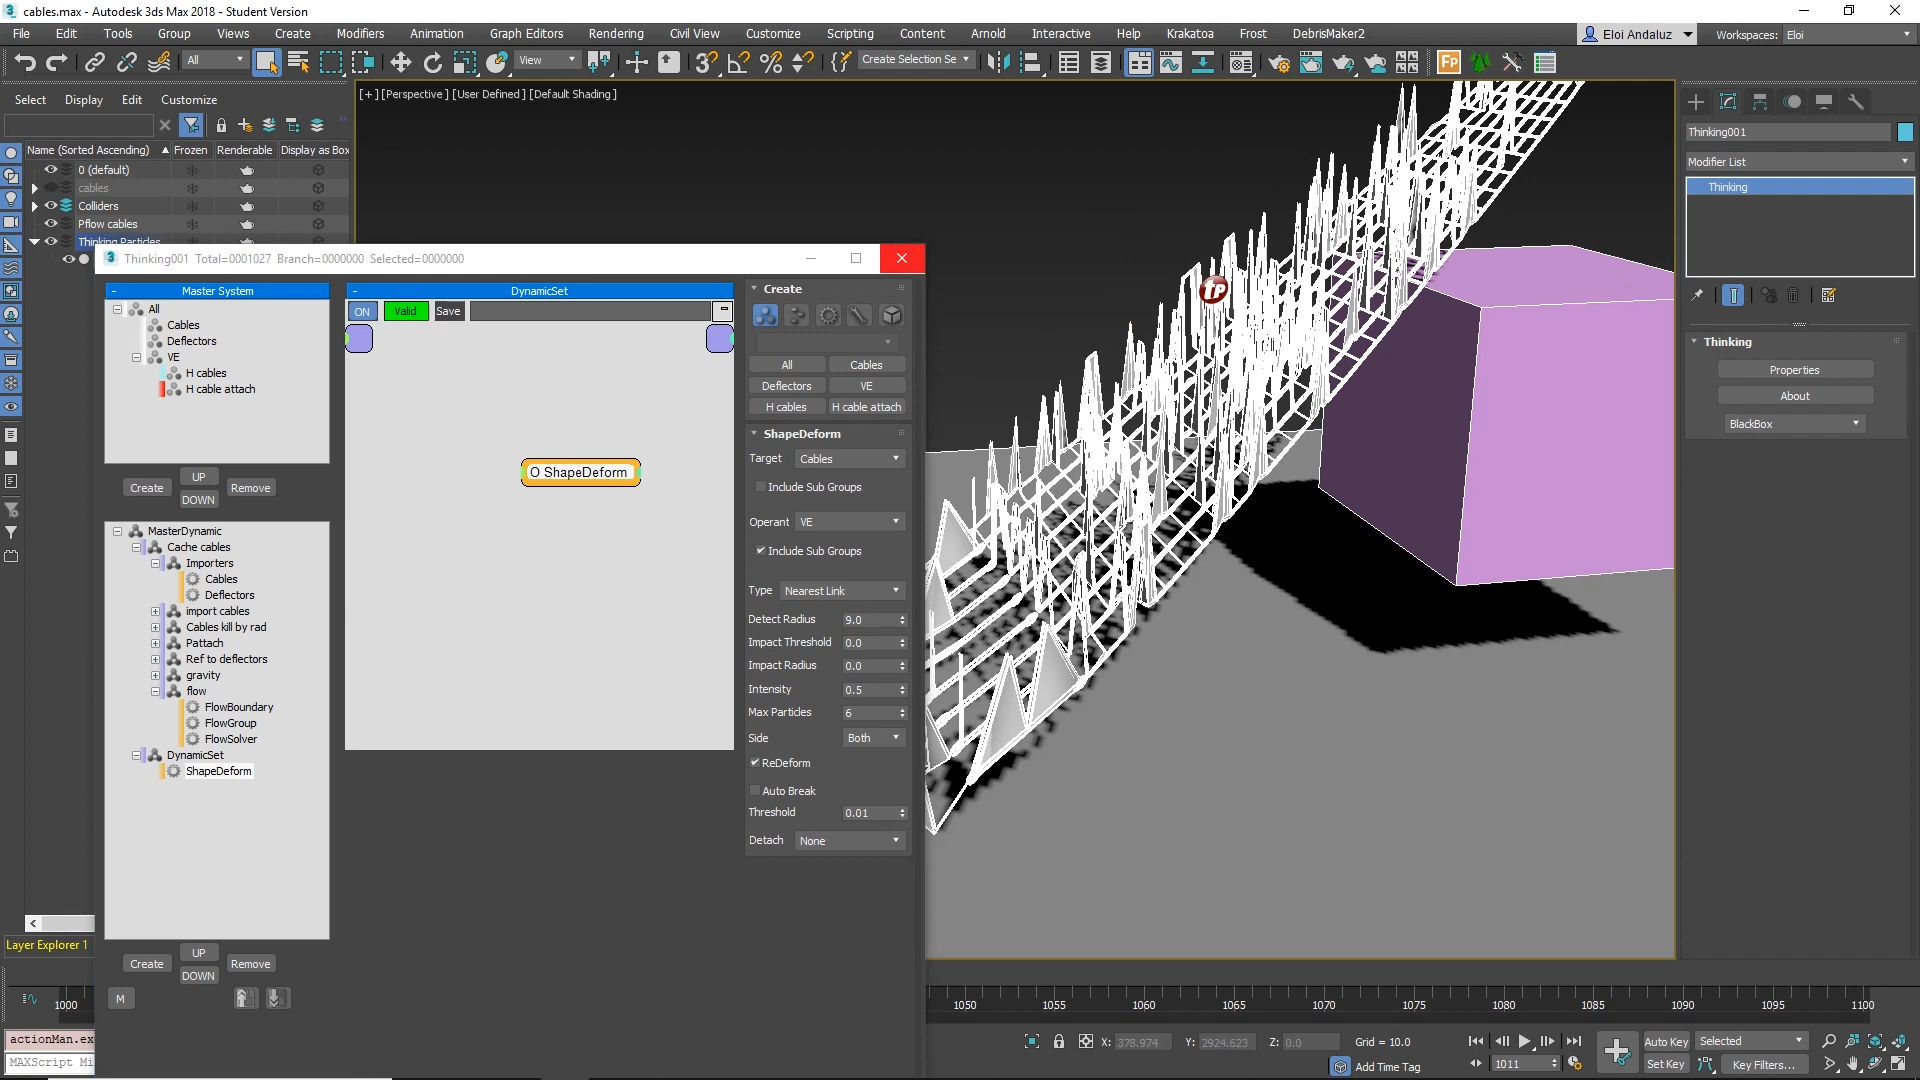 cables.max - Autodesk 3ds Max 2018 - Student Version
File Edit Tools Group Views Create Modifiers Animation Graph Editors Rendering Civil View Customize Scripting Content Arnold Interactive Help Krakatoa Frost DebrisMaker2 Eloi Andaluz Workspaces: Eloi
All View Create Selection Se
Select Display Edit Customize
[+] [Perspective] [User Defined] [Default Shading]
Name (Sorted Ascending) Frozen Renderable Display as Box
0 (default)
cables
Colliders
Pflow cables
Thinking Particles
Thinking001 Total=0001027 Branch=0000000 Selected=0000000
Master System
All
Cables
Deflectors
VE
H cables
H cable attach
Create UP DOWN Remove
MasterDynamic
Cache cables
Importers
Cables
Deflectors
import cables
Cables kill by rad
Pattach
Ref to deflectors
gravity
flow
FlowBoundary
FlowGroup
FlowSolver
DynamicSet
ShapeDeform
Create UP DOWN Remove
M
DynamicSet
ON Valid Save
O ShapeDeform
Create
All Cables
Deflectors VE
H cables H cable attach
ShapeDeform
Target Cables
Include Sub Groups
Operant VE
Include Sub Groups
Type Nearest Link
Detect Radius 9.0
Impact Threshold 0.0
Impact Radius 0.0
Intensity 0.5
Max Particles 6
Side Both
ReDeform
Auto Break
Threshold 0.01
Detach None
tp
Thinking001
Modifier List
Thinking
Thinking
Properties
About
BlackBox
Layer Explorer 1
1000 1050 1055 1060 1065 1070 1075 1080 1085 1090 1095 1100
actionMan.ex
MAXScript Mi
X: 378.974 Y: 2924.623 Z: 0.0 Grid = 10.0
Add Time Tag
1011
Auto Key Selected
Set Key Key Filters...
Fp